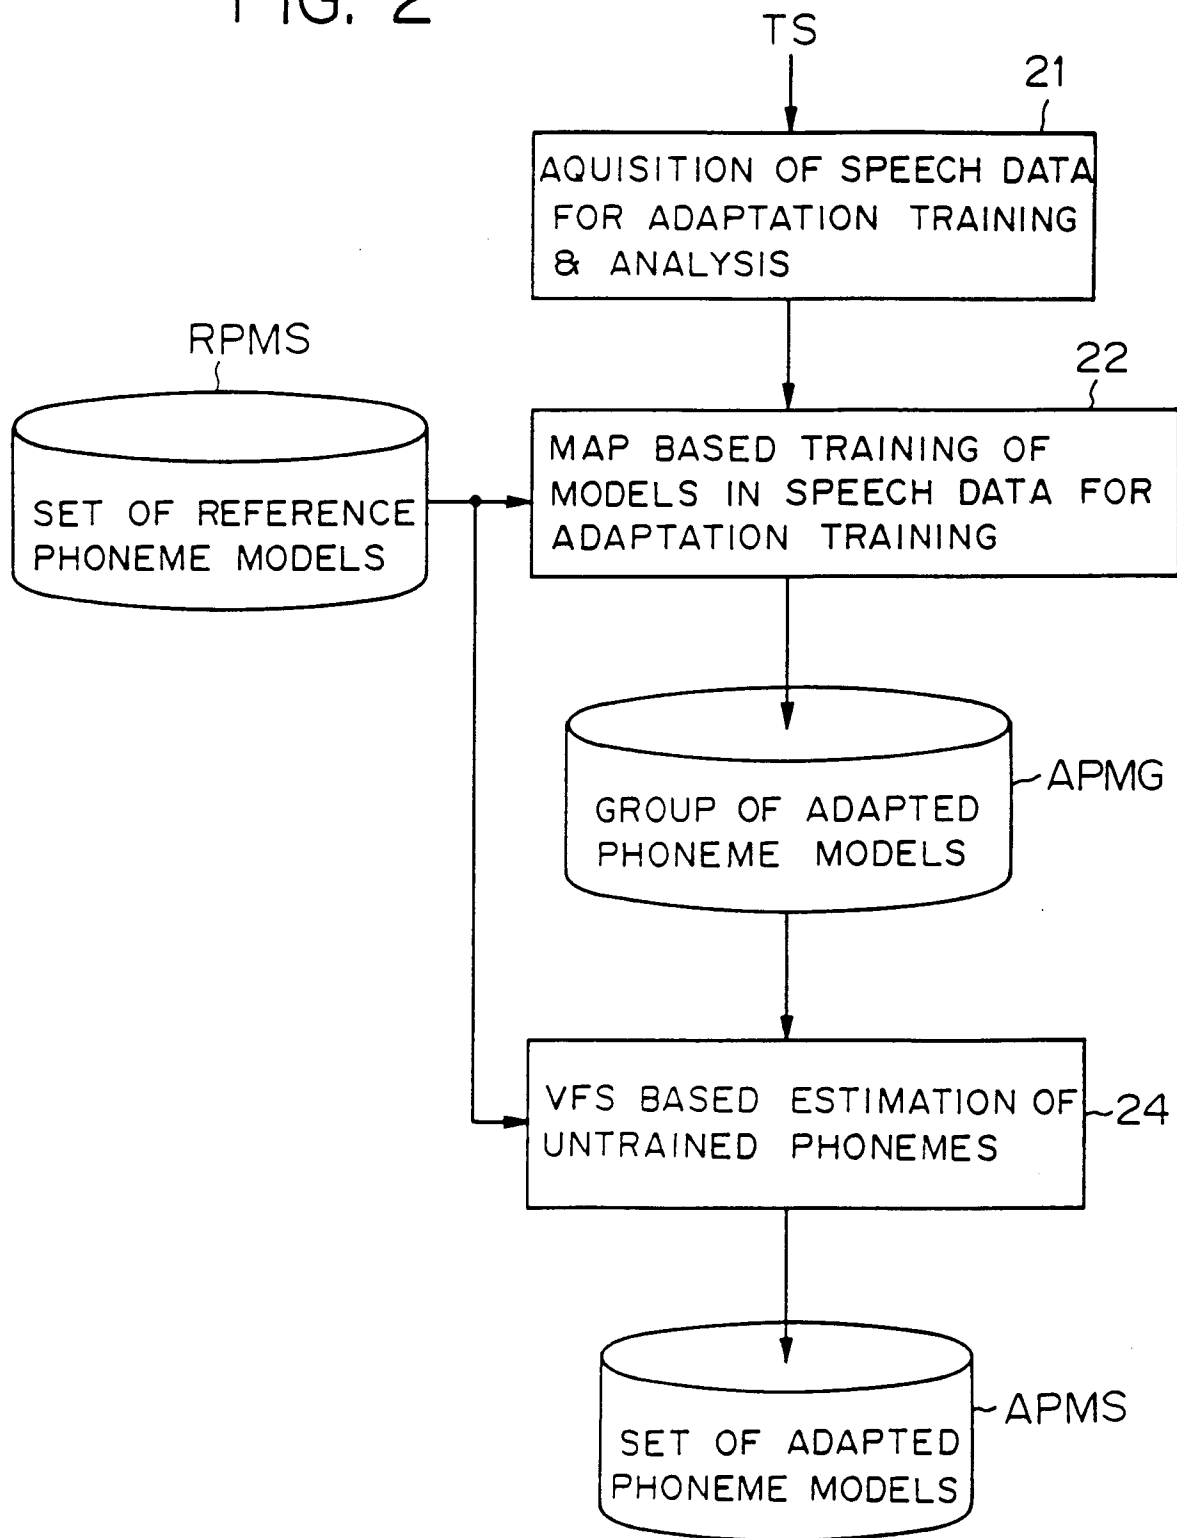 FIG. 2
TS
21
AQUISITION OF SPEECH DATA
FOR ADAPTATION TRAINING
& ANALYSIS
RPMS
22
SET OF REFERENCE
PHONEME MODELS
MAP BASED TRAINING OF
MODELS IN SPEECH DATA FOR
ADAPTATION TRAINING
APMG
GROUP OF ADAPTED
PHONEME MODELS
VFS BASED ESTIMATION OF
UNTRAINED PHONEMES
24
APMS
SET OF ADAPTED
PHONEME MODELS